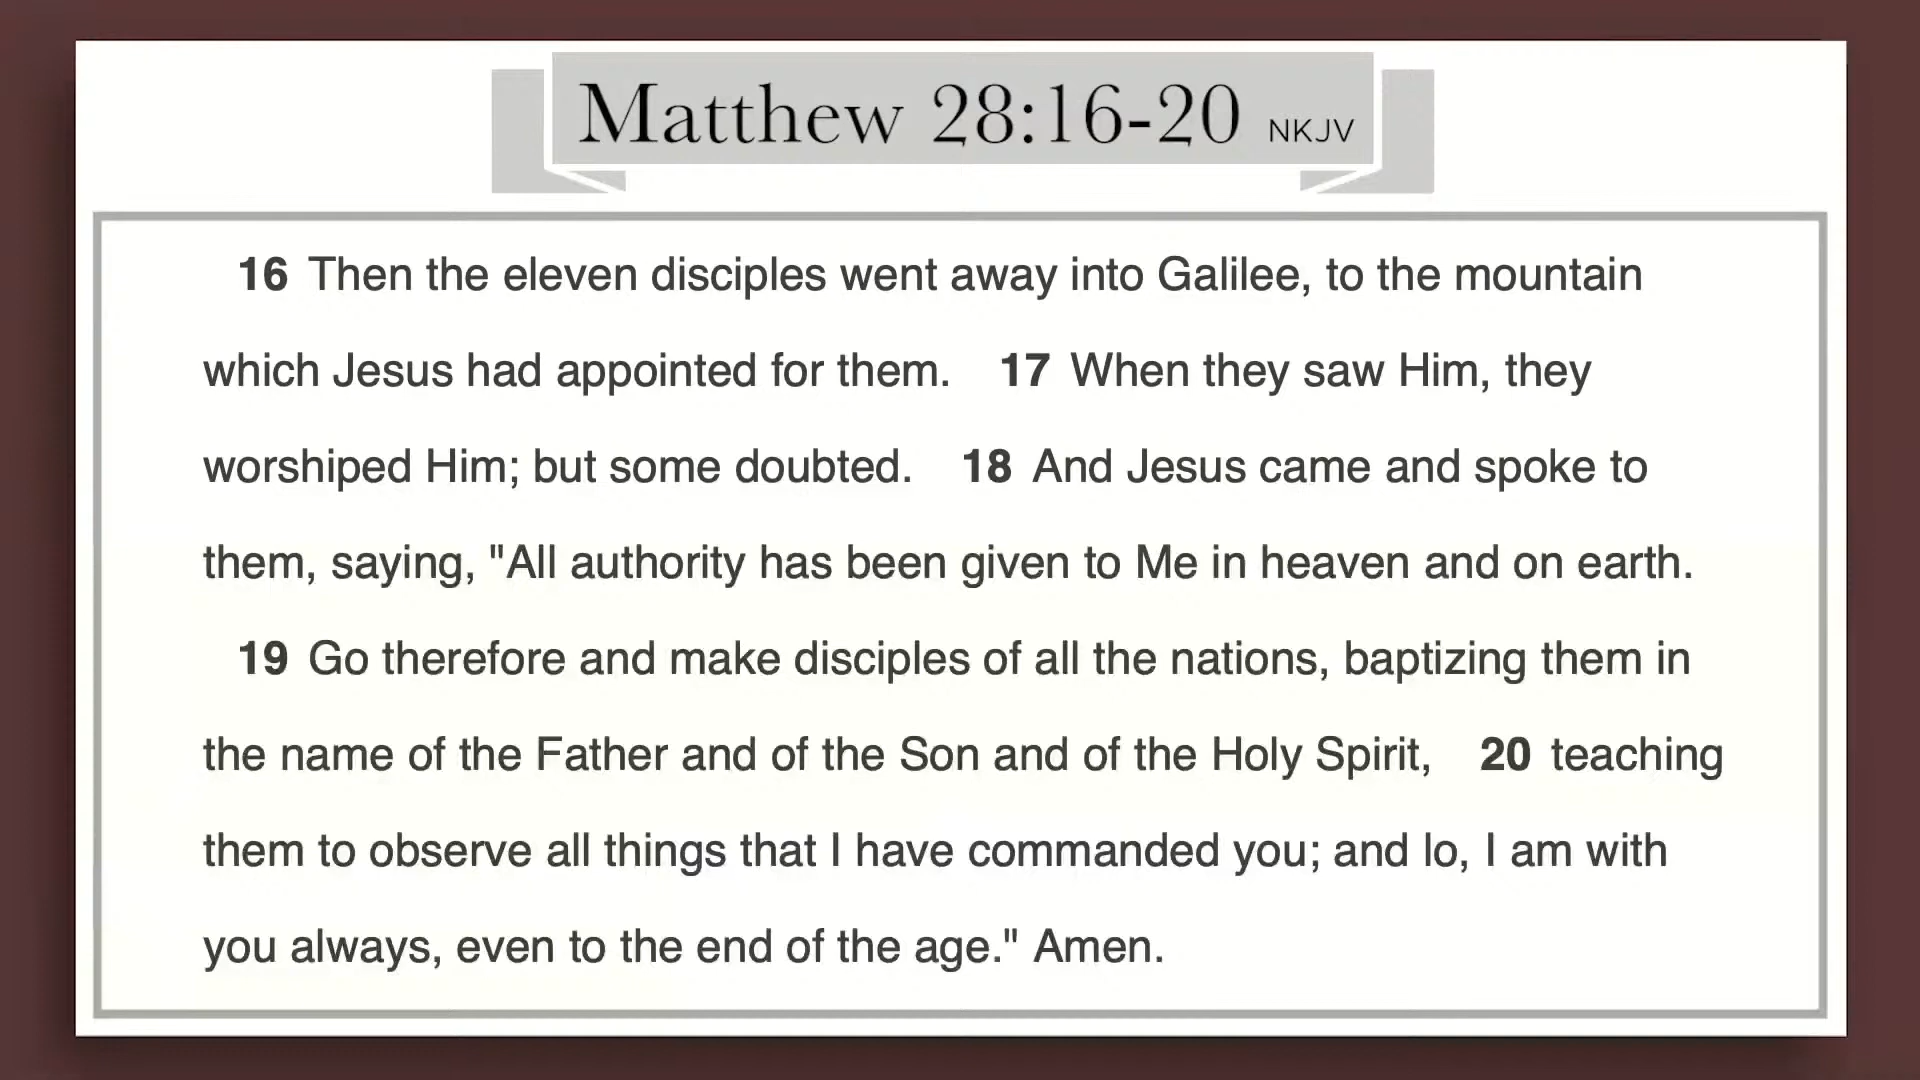 Matthew 28:16-20 NKJV
16 Then the eleven disciples went away into Galilee, to the mountain
which Jesus had appointed for them. 17 When they saw Him, they
worshiped Him; but some doubted. 18 And Jesus came and spoke to
them, saying, "All authority has been given to Me in heaven and on earth.
19 Go therefore and make disciples of all the nations, baptizing them in
the name of the Father and of the Son and of the Holy Spirit, 20 teaching
them to observe all things that I have commanded you; and lo, I am with
you always, even to the end of the age." Amen.